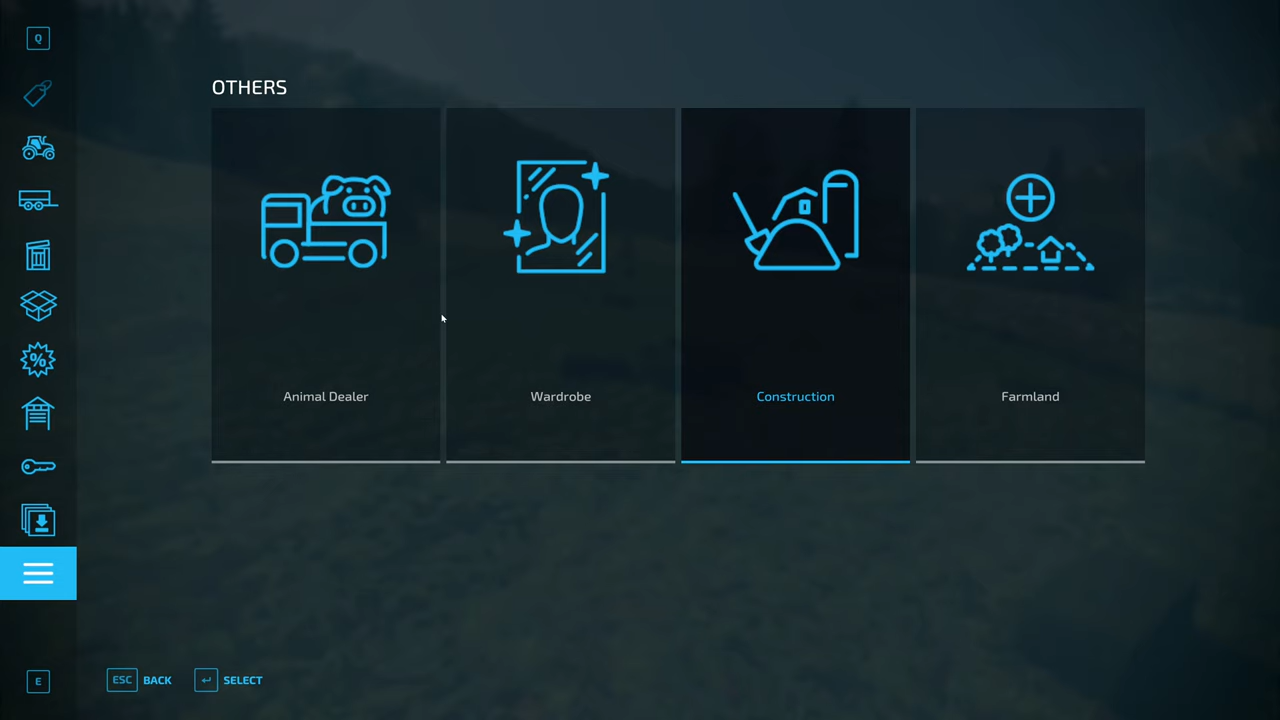 Q
OTHERS
%
Animal Dealer
Wardrobe
Construction
Farmland
E
ESC BACK
SELECT